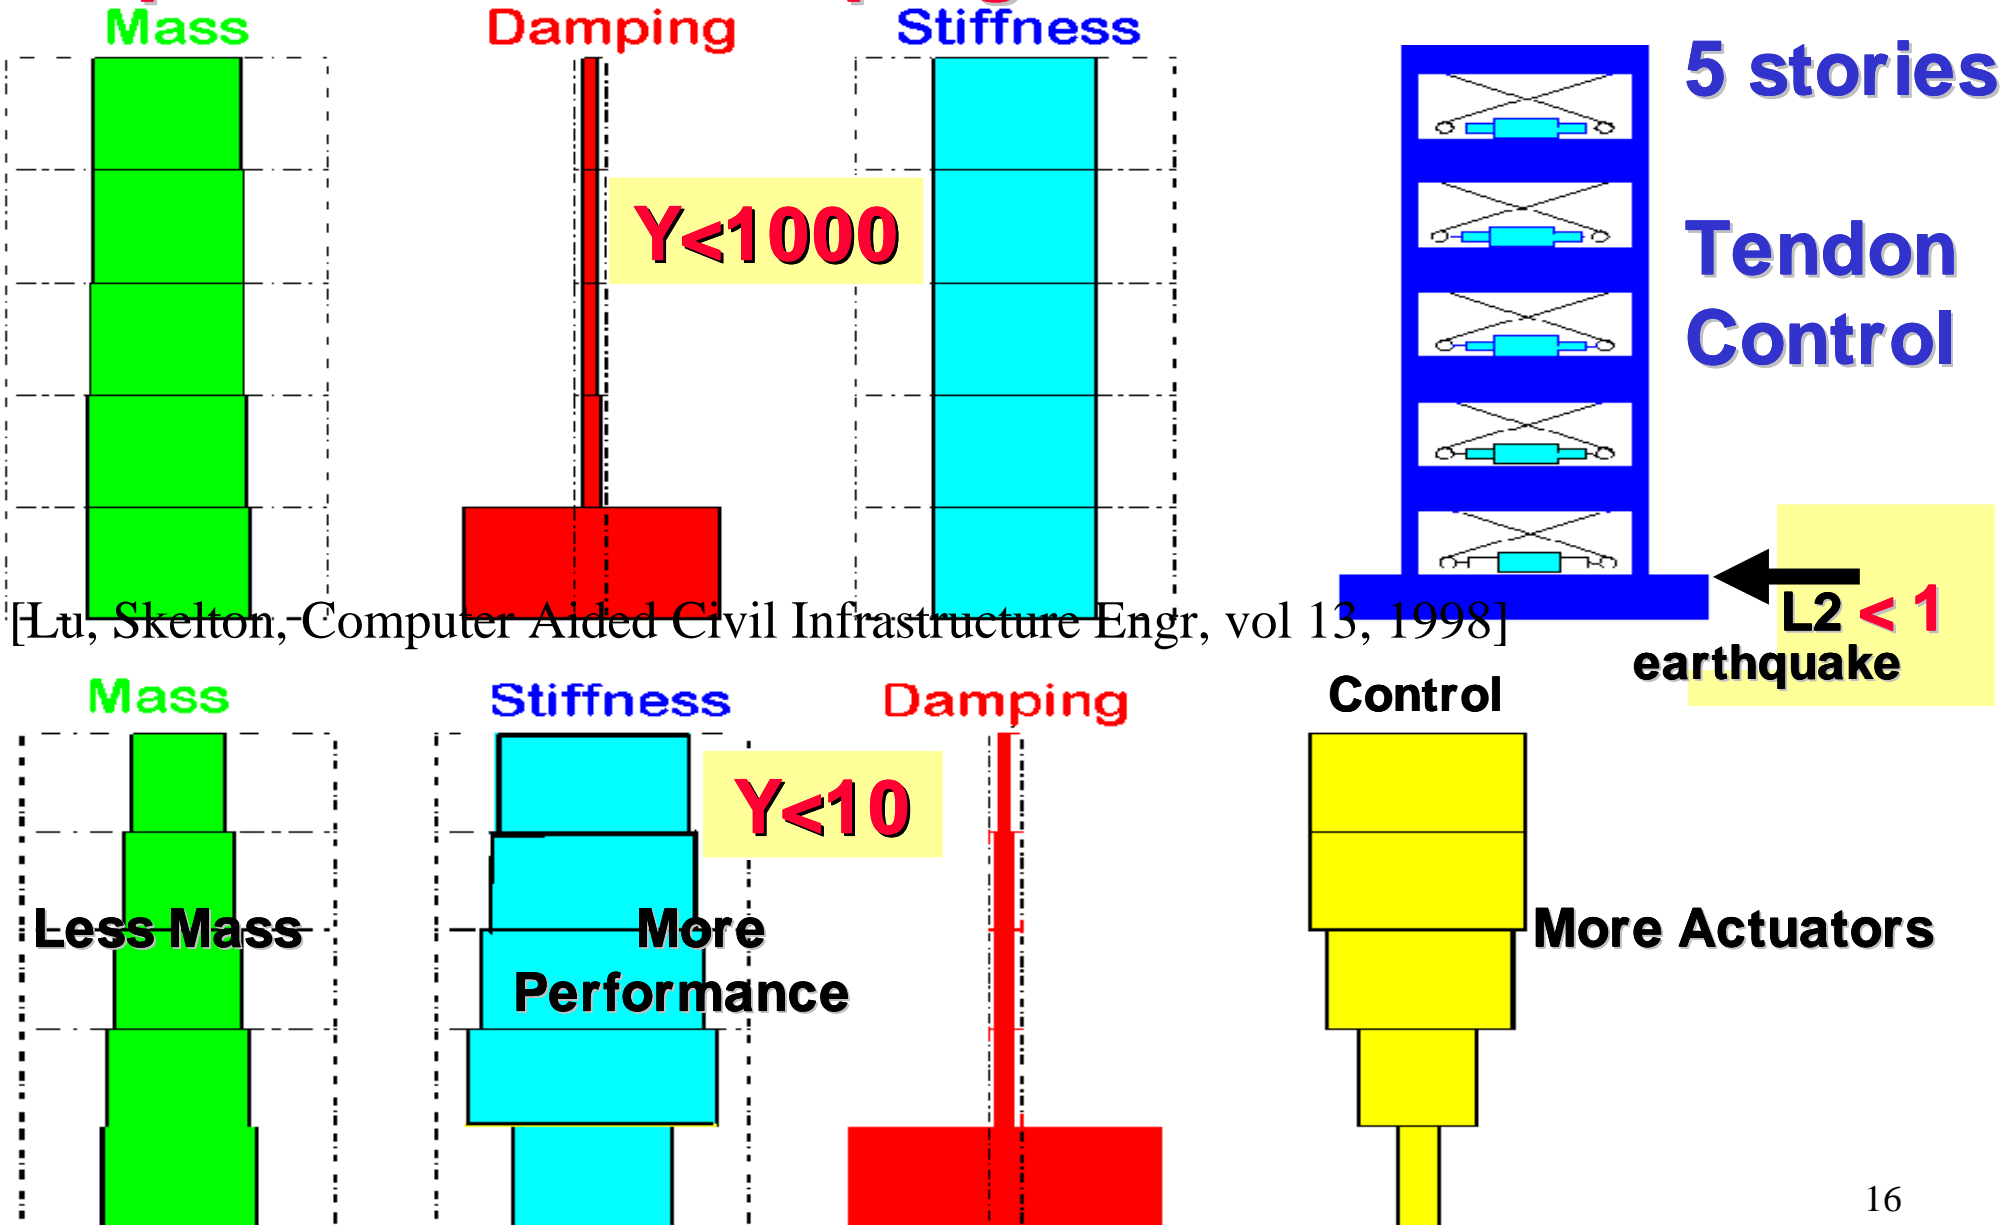 Mass
Damping
Stiffness
5 stories
Y<1000
Tendon
Control
L2 < 1
earthquake
[Lu, Skelton, Computer Aided Civil Infrastructure Engr, vol 13, 1998]
Mass
Stiffness
Damping
Control
Y<10
Less Mass
More
Performance
More Actuators
16